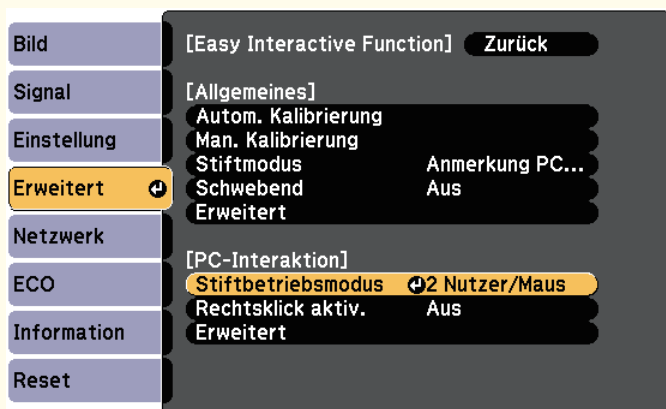 Bild
Signal
Einstellung
Erweitert
Netzwerk
ECO
Information
Reset
[Easy Interactive Function] Zurück
[Allgemeines]
Autom. Kalibrierung
Man. Kalibrierung
Stiftmodus Anmerkung PC...
Schwebend Aus
Erweitert
[PC-Interaktion]
Stiftbetriebsmodus 2 Nutzer/Maus
Rechtsklick aktiv. Aus
Erweitert